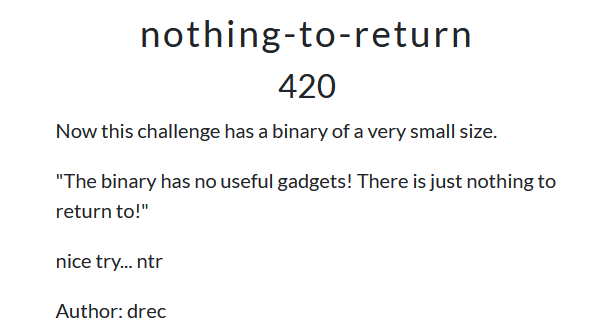 nothing-to-return
420
Now this challenge has a binary of a very small size.
"The binary has no useful gadgets! There is just nothing to
return to!"
nice try... ntr
Author: drec